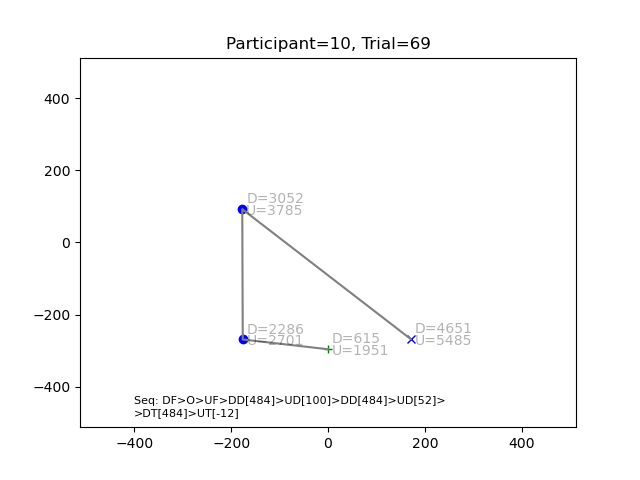 Participant=10, Trial=69
400
200
0
−200
−400
D=3052
U=3785
D=2286
U=2701
D=615
U=1951
D=4651
U=5485
Seq: DF>O>UF>DD[484]>UD[100]>DD[484]>UD[52]>
>DT[484]>UT[-12]
−400
−200
0
200
400